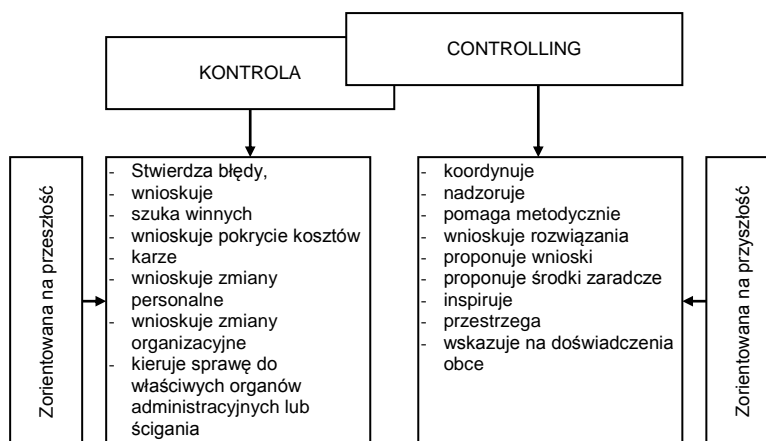 KONTROLA
CONTROLLING
Zorientowana na przeszłość
- Stwierdza błędy,
- wnioskuje
- szuka winnych
- wnioskuje pokrycie kosztów
- karze
- wnioskuje zmiany
personalne
- wnioskuje zmiany
organizacyjne
- kieruje sprawę do
właściwych organów
administracyjnych lub
ścigania
- koordynuje
- nadzoruje
- pomaga metodycznie
- wnioskuje rozwiązania
- proponuje wnioski
- proponuje środki zaradcze
- inspiruje
- przestrzega
- wskazuje na doświadczenia
obce
Zorientowana na przyszłość